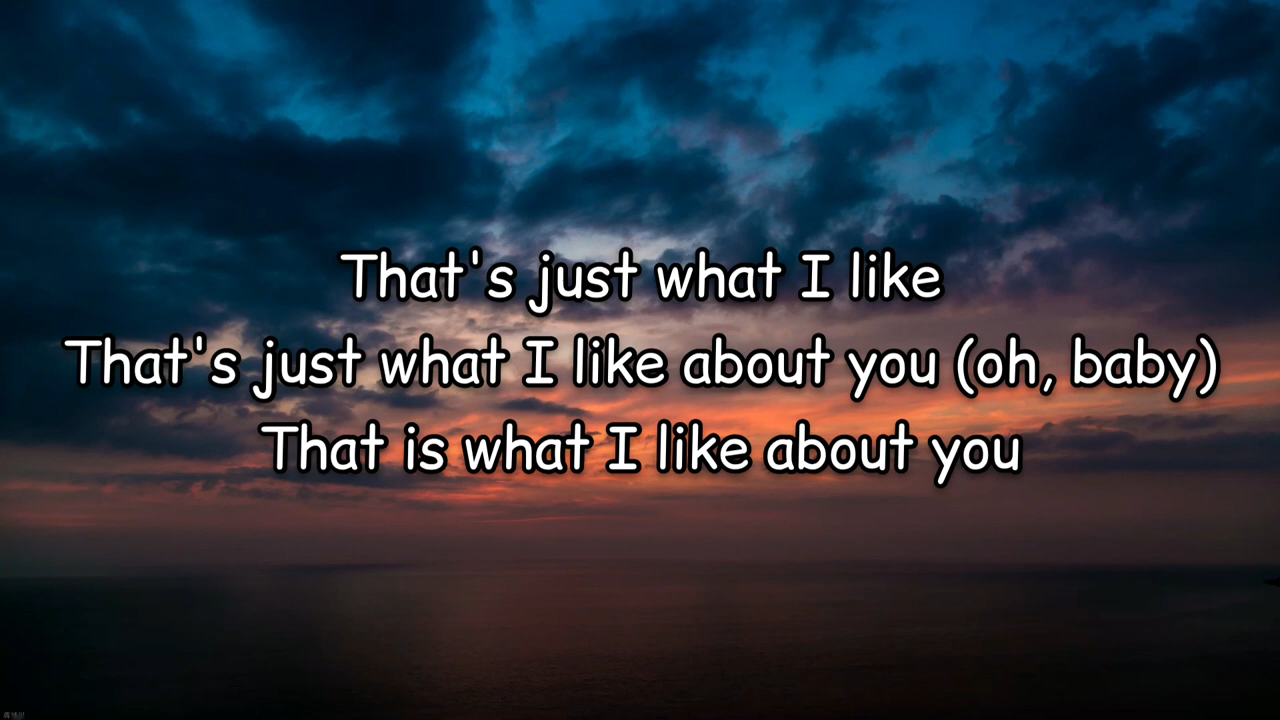 That's just what I like
That's just what I like about you (oh, baby)
That is what I like about you